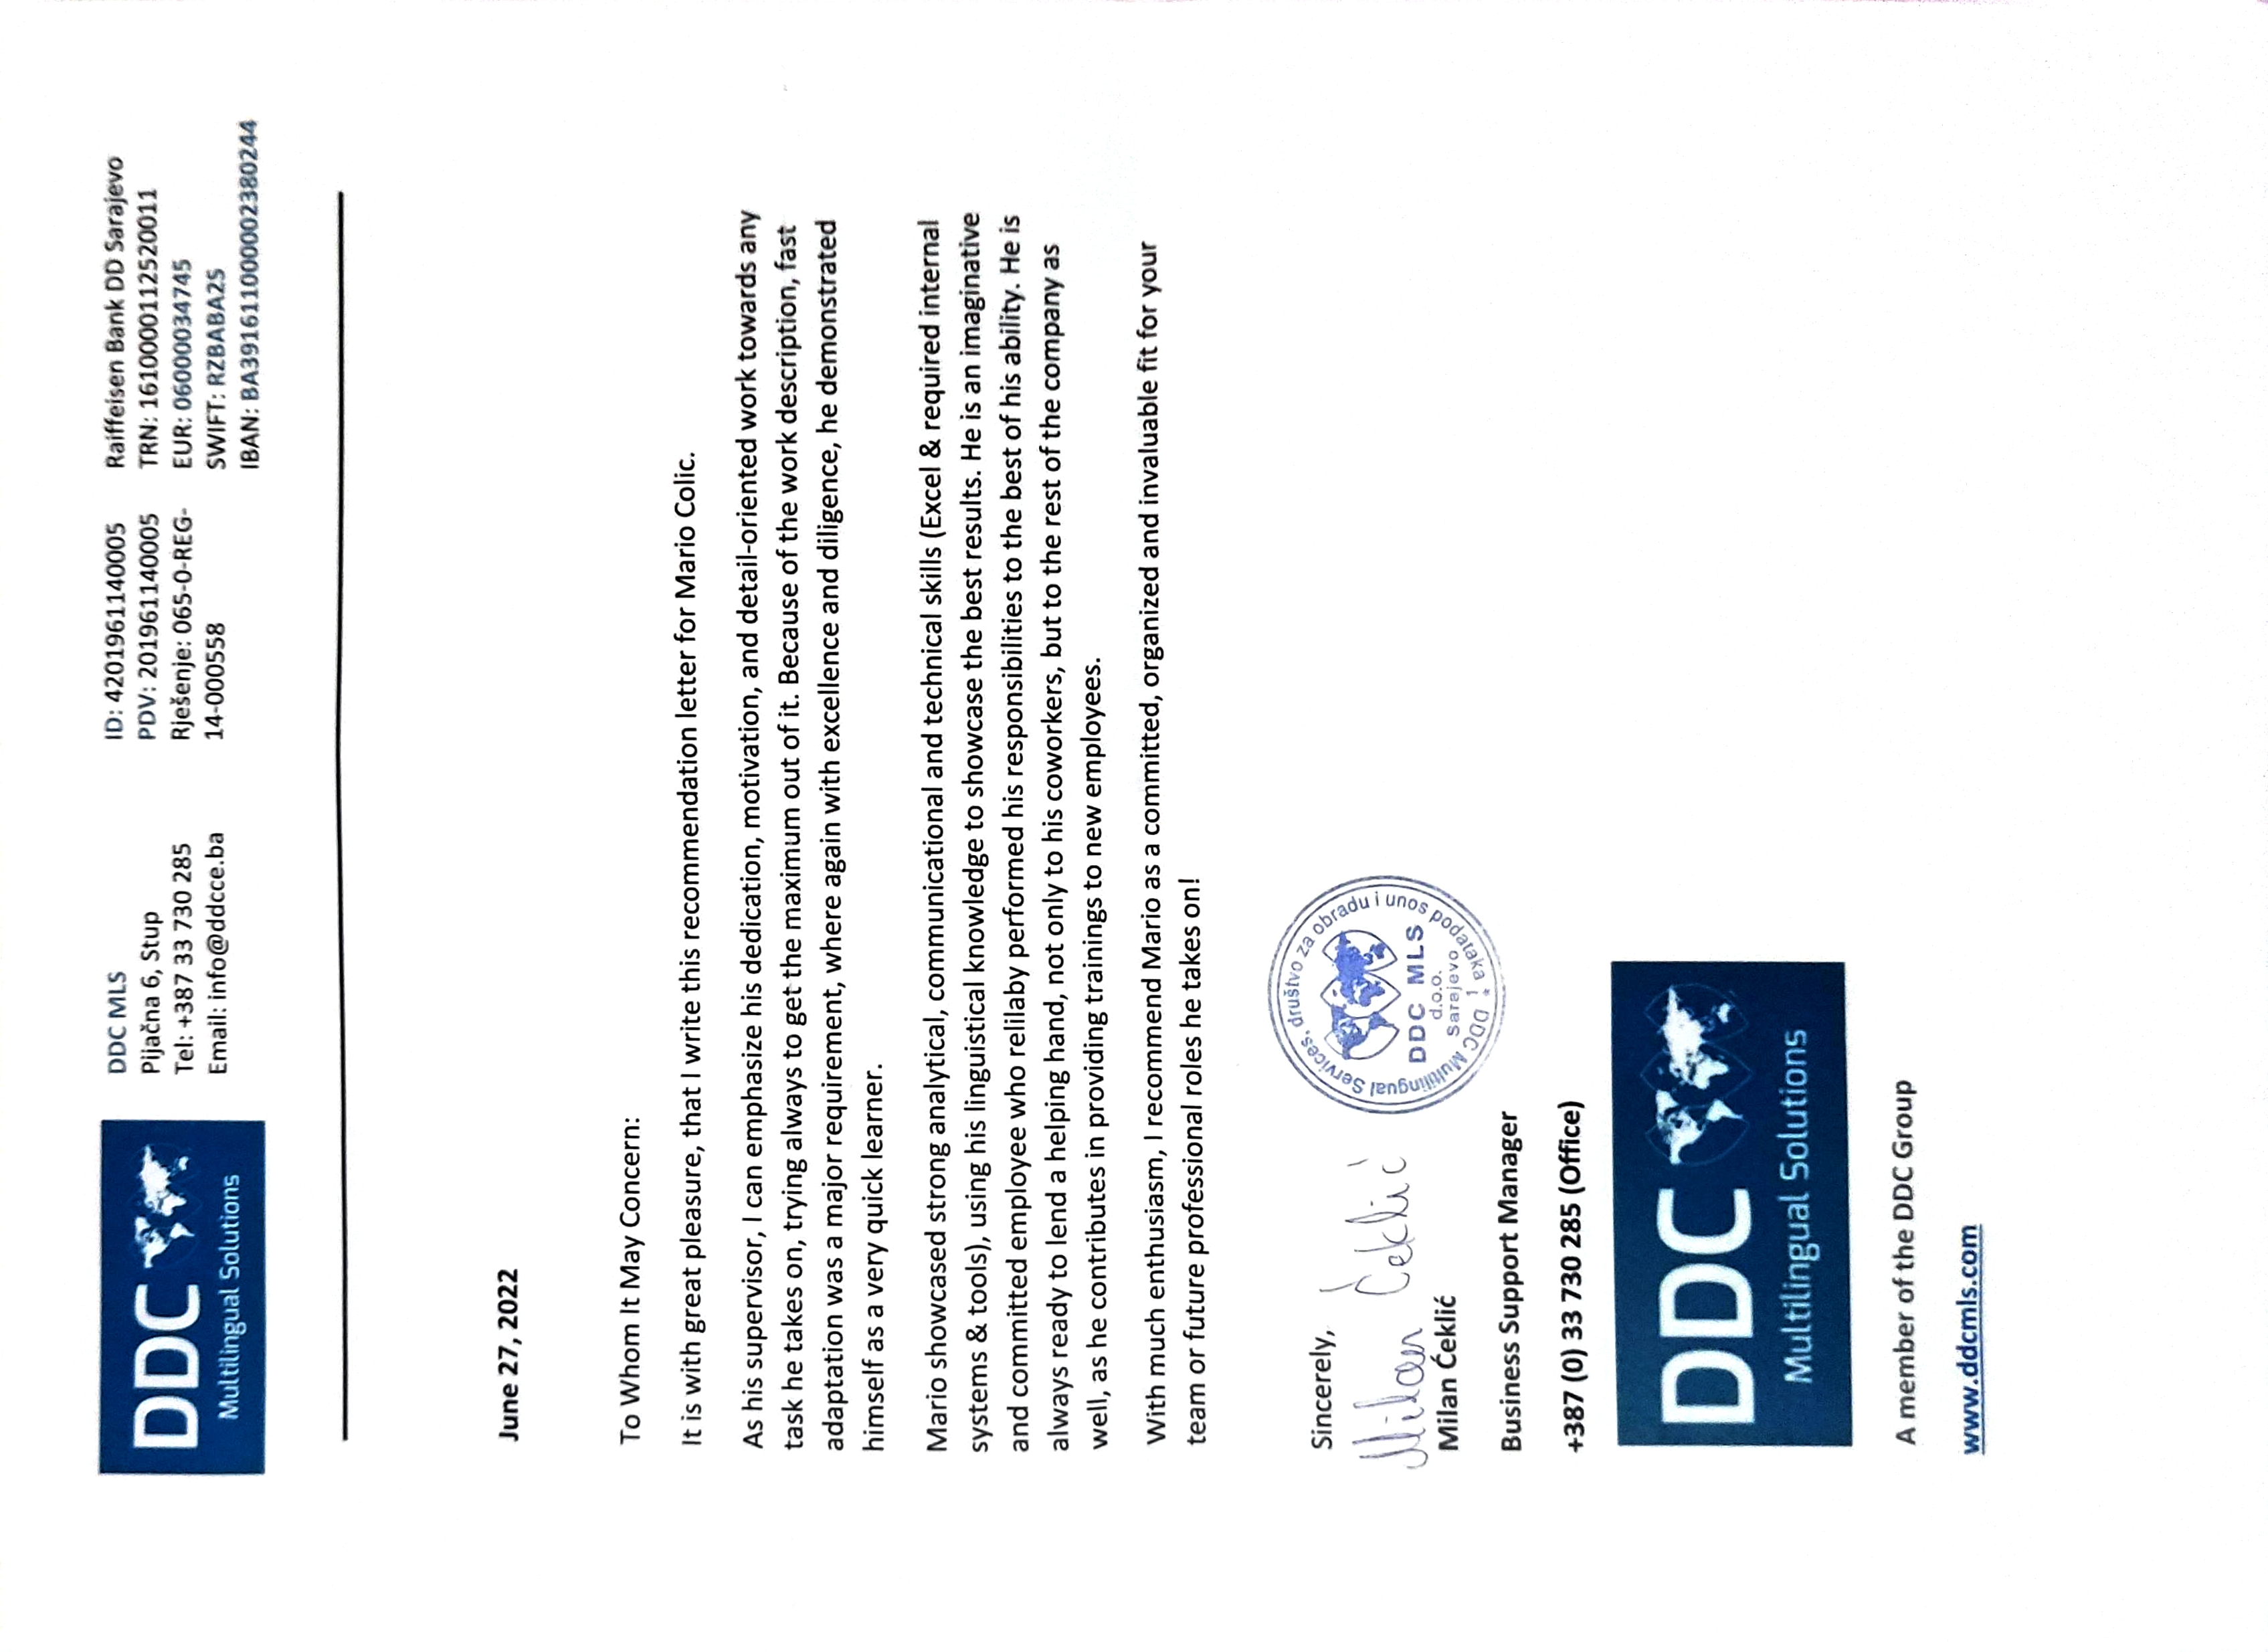 DDC
Multilingual Solutions
DDC MLS
Pijačna 6, Stup
Tel: +387 33 730 285
Email: info@ddcce.ba
ID: 4201961140005
PDV: 201961140005
Rješenje: 065-0-REG-
14-000558
Raiffeisen Bank DD Sarajevo
TRN: 1610000112520011
EUR: 06000034745
SWIFT: RZBABA2S
IBAN: BA391611000002380244
June 27, 2022
To Whom It May Concern:
It is with great pleasure, that I write this recommendation letter for Mario Colic.
As his supervisor, I can emphasize his dedication, motivation, and detail-oriented work towards any
task he takes on, trying always to get the maximum out of it. Because of the work description, fast
adaptation was a major requirement, where again with excellence and diligence, he demonstrated
himself as a very quick learner.
Mario showcased strong analytical, communicational and technical skills (Excel & required internal
systems & tools), using his linguistical knowledge to showcase the best results. He is an imaginative
and committed employee who relilaby performed his responsibilities to the best of his ability. He is
always ready to lend a helping hand, not only to his coworkers, but to the rest of the company as
well, as he contributes in providing trainings to new employees.
With much enthusiasm, I recommend Mario as a committed, organized and invaluable fit for your
team or future professional roles he takes on!
Sincerely,
Milan Ćeklić
Milan Ćeklić
DDC Multilingual Services, društvo za obradu i unos podataka *
DDC MLS
d.o.o.
Sarajevo
1
Business Support Manager
+387 (0) 33 730 285 (Office)
DDC
Multilingual Solutions
A member of the DDC Group
www.ddcmls.com